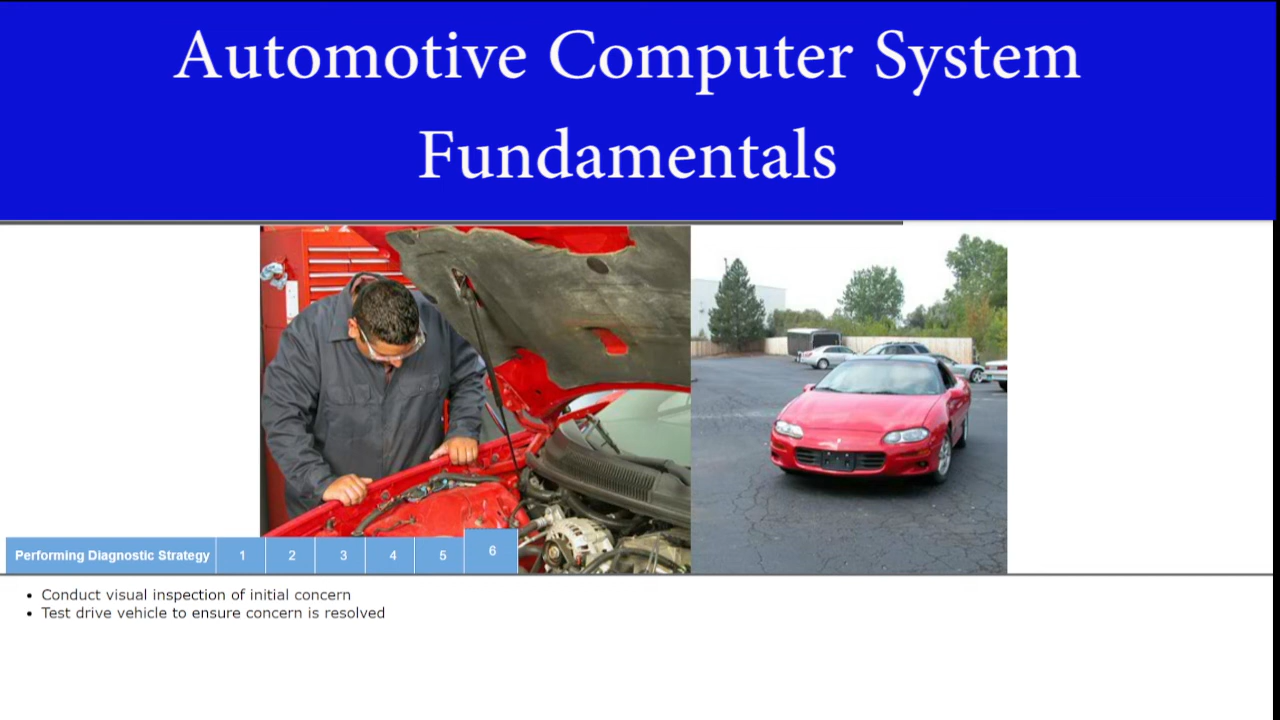 Automotive Computer System
Fundamentals
Performing Diagnostic Strategy 1 2 3 4 5 6
• Conduct visual inspection of initial concern
• Test drive vehicle to ensure concern is resolved